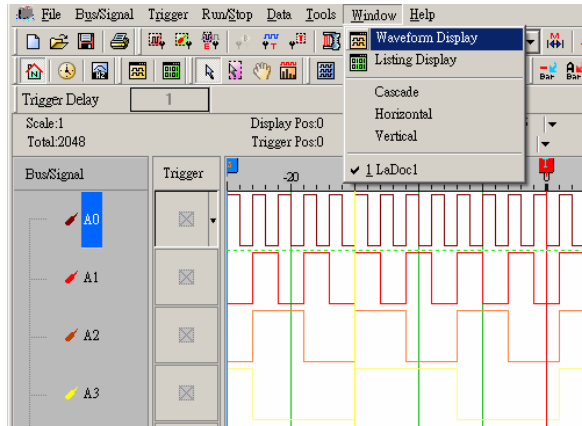 File Bus/Signal Trigger Run/Stop Data Tools Window Help
Waveform Display
Listing Display
Cascade
Horizontal
Vertical
✔ 1 LaDoc1
Bar Bar
Trigger Delay 1
Scale:1 Display Pos:0
Total:2048 Trigger Pos:0
Bus/Signal Trigger
-20
A0
A1
A2
A3